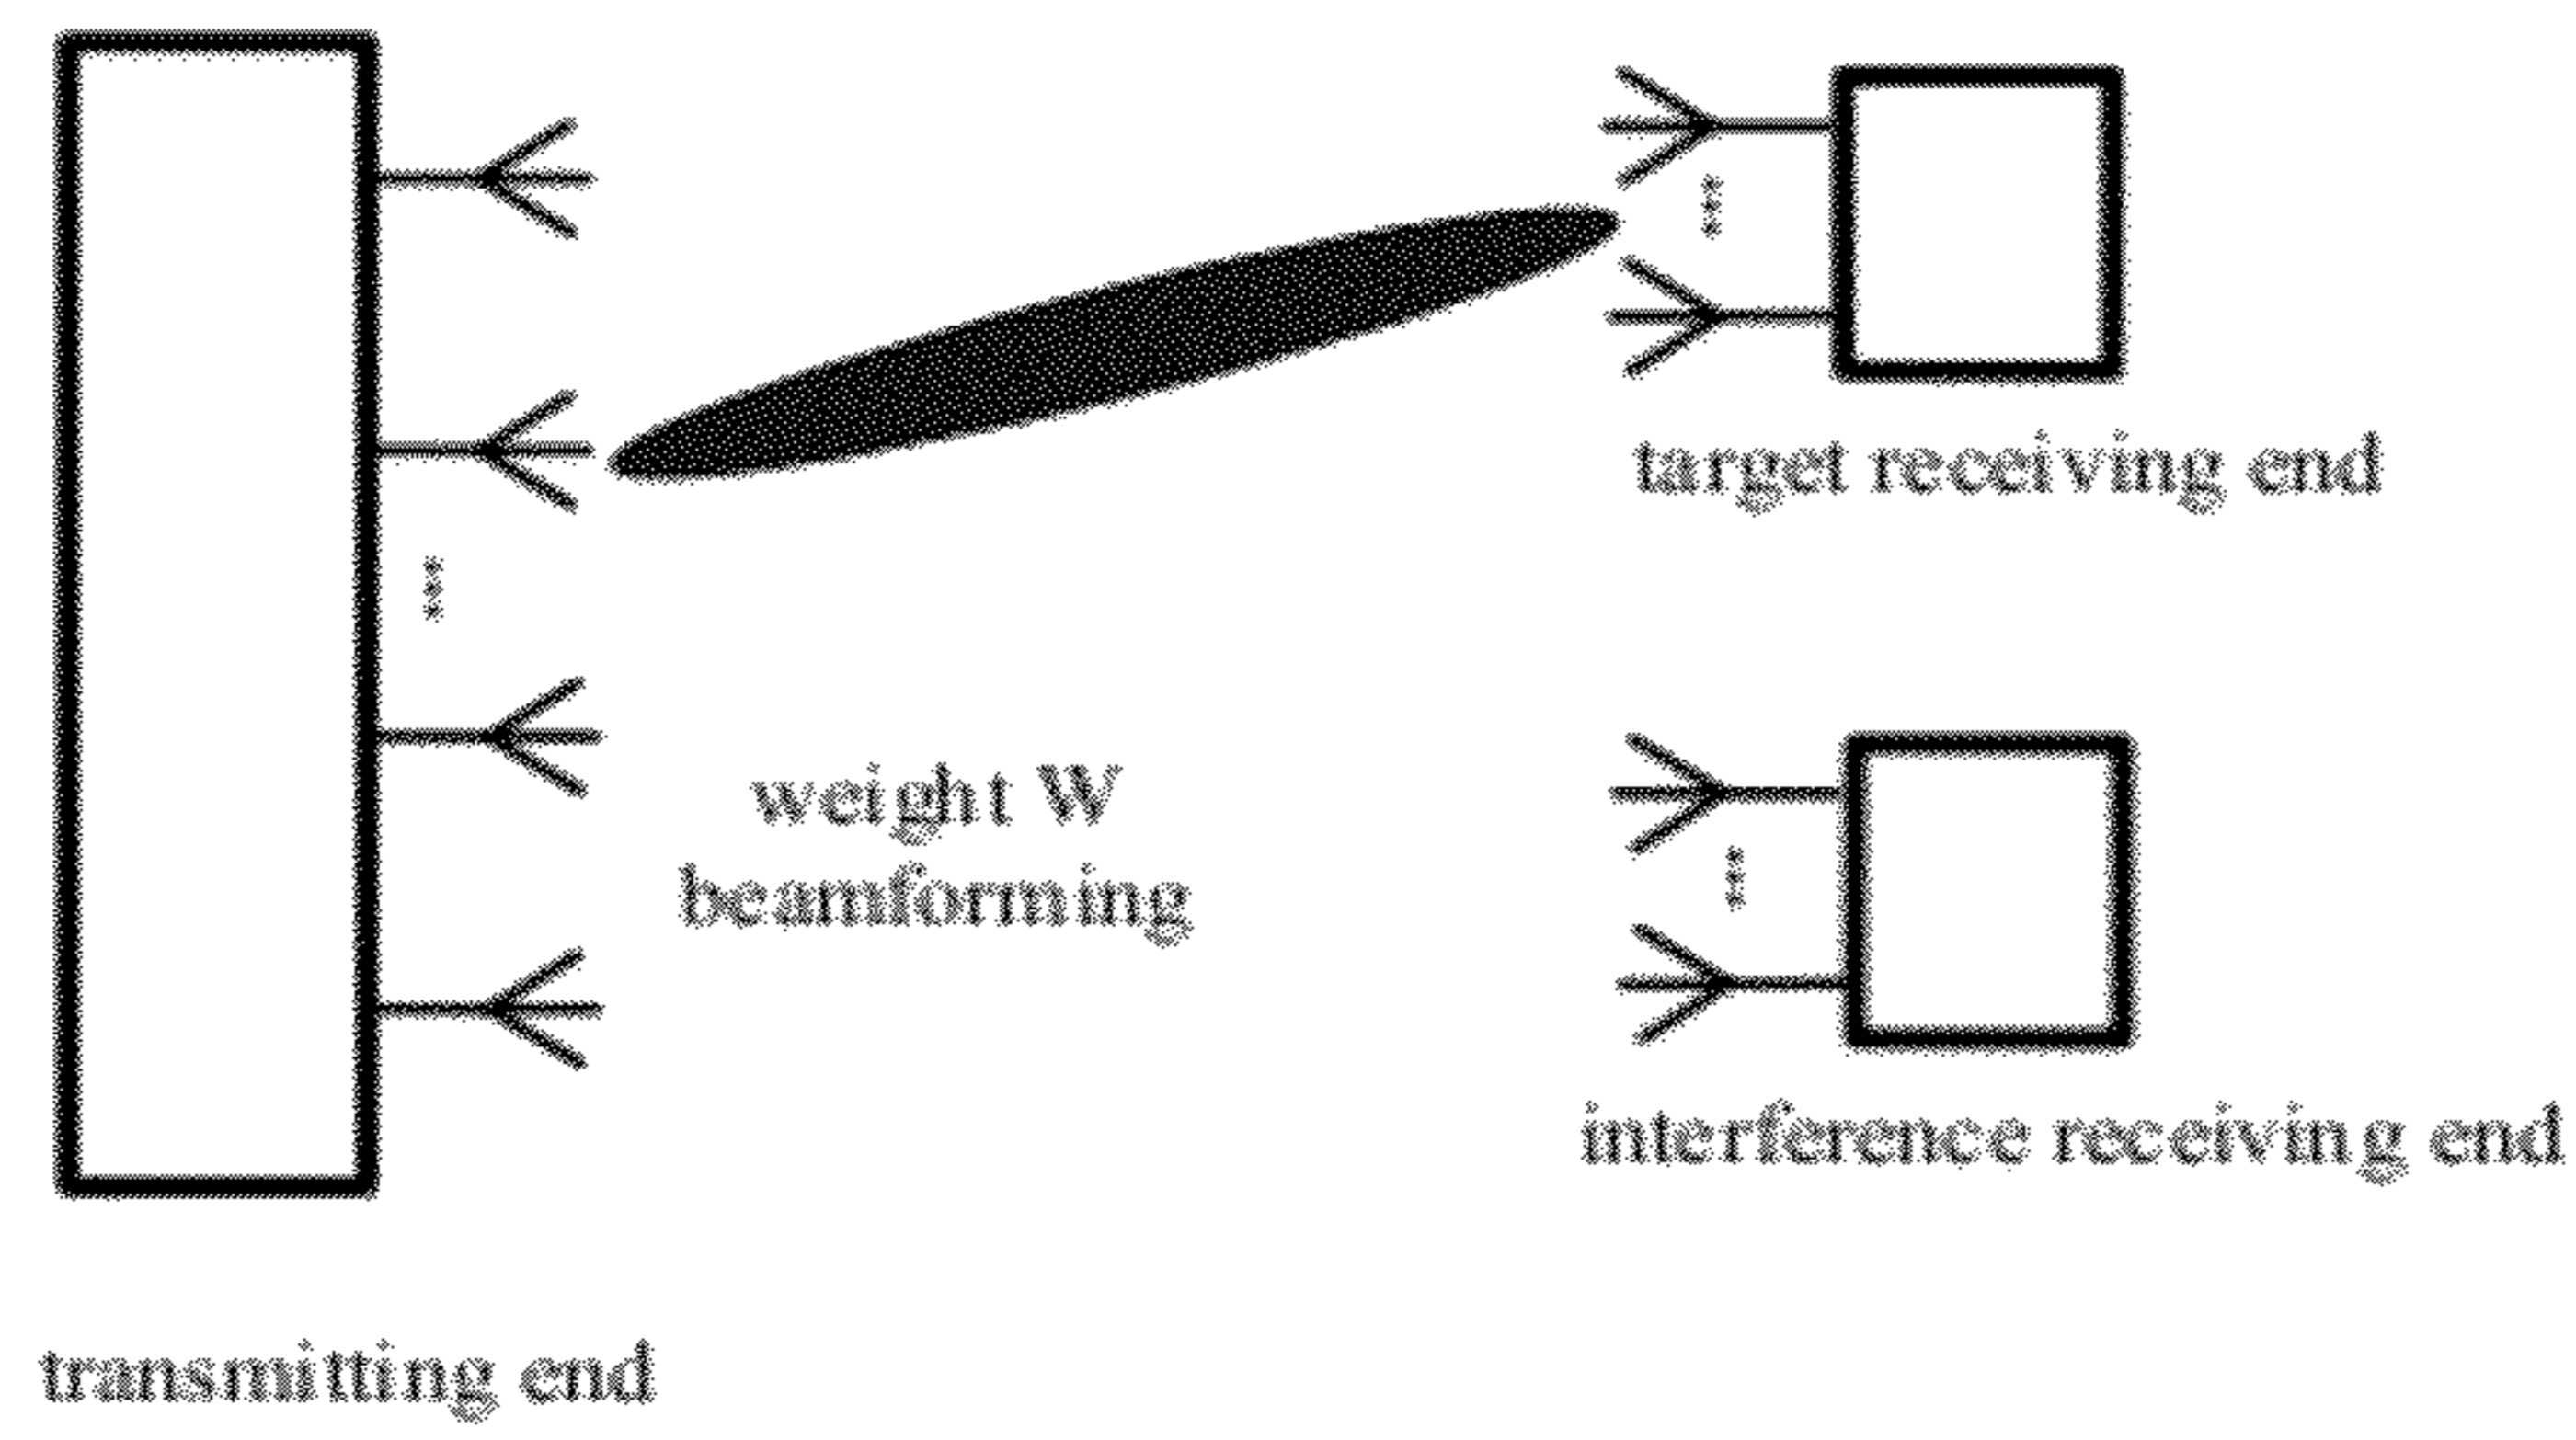 target receiving end
weight W
beamforming
interference receiving end
transmitting end